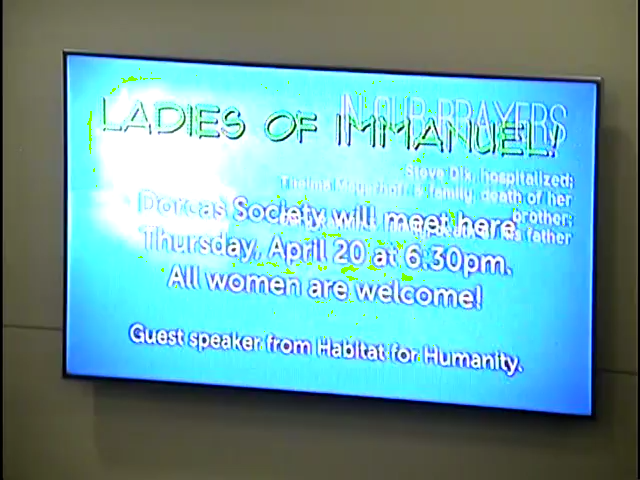 LADIES OF IMMANUEL!
IN OUR PRAYERS
Steve Dix, hospitalized;
family, death of her
brother;
father
Dorcas Society will meet here
Thursday, April 20 at 6:30pm.
All women are welcome!
Guest speaker from Habitat for Humanity.